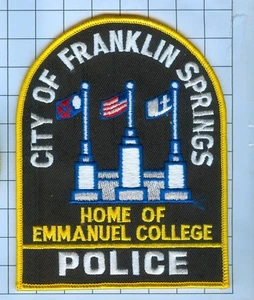 CITY OF FRANKLIN SPRINGS
HOME OF
EMMANUEL COLLEGE
POLICE